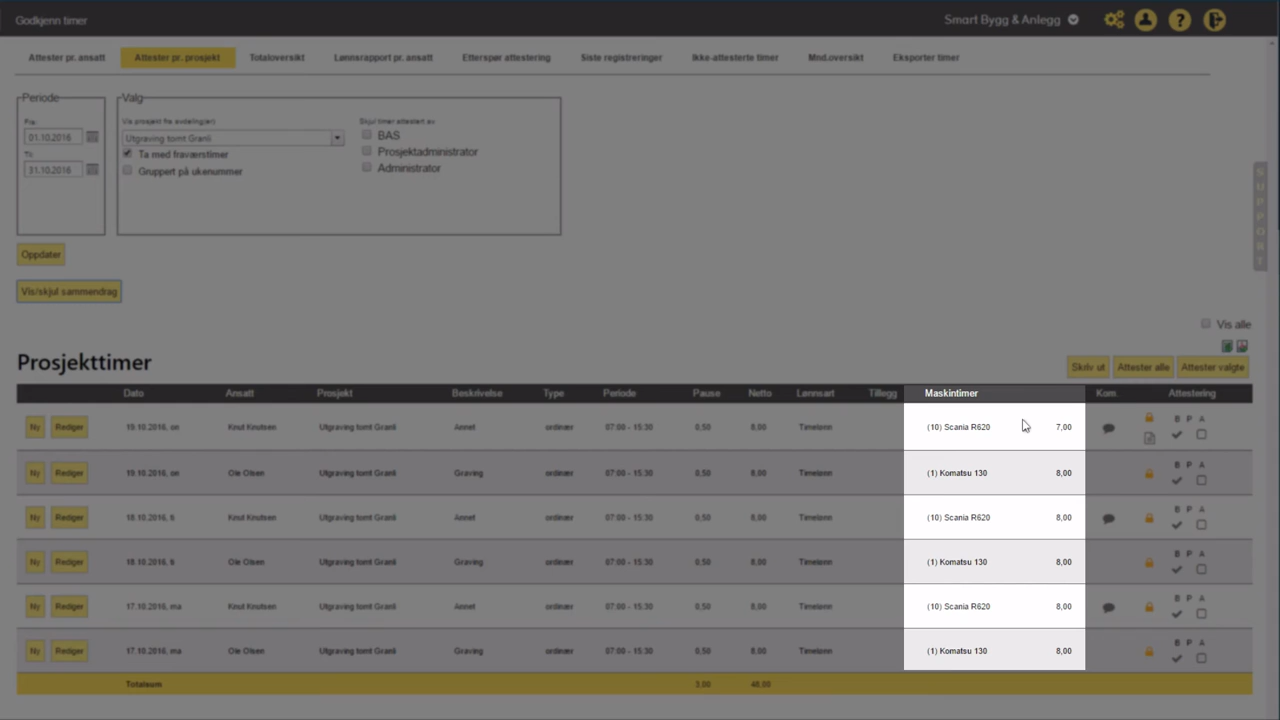 Godkjenn timer
Smart Bygg & Anlegg
Attester pr. ansatt Attester pr. prosjekt Totaloversikt Lønnsrapport pr. ansatt Etterspør attestering Siste registreringer Ikke-attesterte timer Mnd.oversikt Eksporter timer
Periode
Fra:
01.10.2016
Til:
31.10.2016
Valg
Vis prosjekt fra avdeling(er)
Utgraving tomt Granli
Ta med fraværstimer
Gruppert på ukenummer
Skjul timer attestert av
BAS
Prosjektadministrator
Administrator
SUPPORT
Oppdater
Vis/skjul sammendrag
Vis alle
Prosjekttimer
Skriv ut Attester alle Attester valgte
Dato Ansatt Prosjekt Beskrivelse Type Periode Pause Netto Lønnsart Tillegg Maskintimer Kom. Attestering
Ny Rediger 19.10.2016, on Knut Knutsen Utgraving tomt Granli Annet ordinær 07:00 - 15:30 0,50 8,00 Timelønn (10) Scania R620 7,00 B P A
Ny Rediger 19.10.2016, on Ole Olsen Utgraving tomt Granli Graving ordinær 07:00 - 15:30 0,50 8,00 Timelønn (1) Komatsu 130 8,00 B P A
Ny Rediger 18.10.2016, ti Knut Knutsen Utgraving tomt Granli Annet ordinær 07:00 - 15:30 0,50 8,00 Timelønn (10) Scania R620 8,00 B P A
Ny Rediger 18.10.2016, ti Ole Olsen Utgraving tomt Granli Graving ordinær 07:00 - 15:30 0,50 8,00 Timelønn (1) Komatsu 130 8,00 B P A
Ny Rediger 17.10.2016, ma Knut Knutsen Utgraving tomt Granli Annet ordinær 07:00 - 15:30 0,50 8,00 Timelønn (10) Scania R620 8,00 B P A
Ny Rediger 17.10.2016, ma Ole Olsen Utgraving tomt Granli Graving ordinær 07:00 - 15:30 0,50 8,00 Timelønn (1) Komatsu 130 8,00 B P A
Totalsum 3,00 48,00